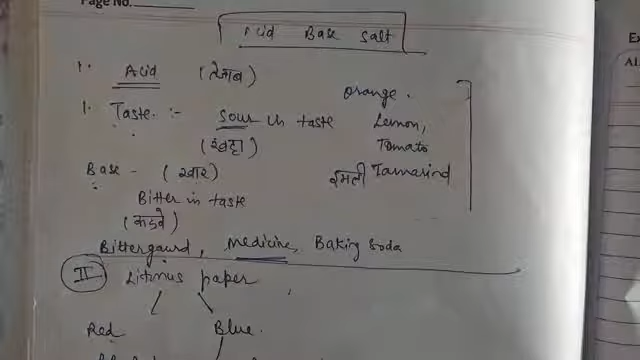 Page No.
Acid Base Salt
1. Acid (तेजाब)
orange.
1. Taste :- Sour in taste Lemon,
(खट्टा) Tomato
Base - (खार) इमली Tamarind
Bitter in taste
(कड़वे)
Bittergaurd, Medicine, Baking Soda
II Litmus paper
Red Blue.